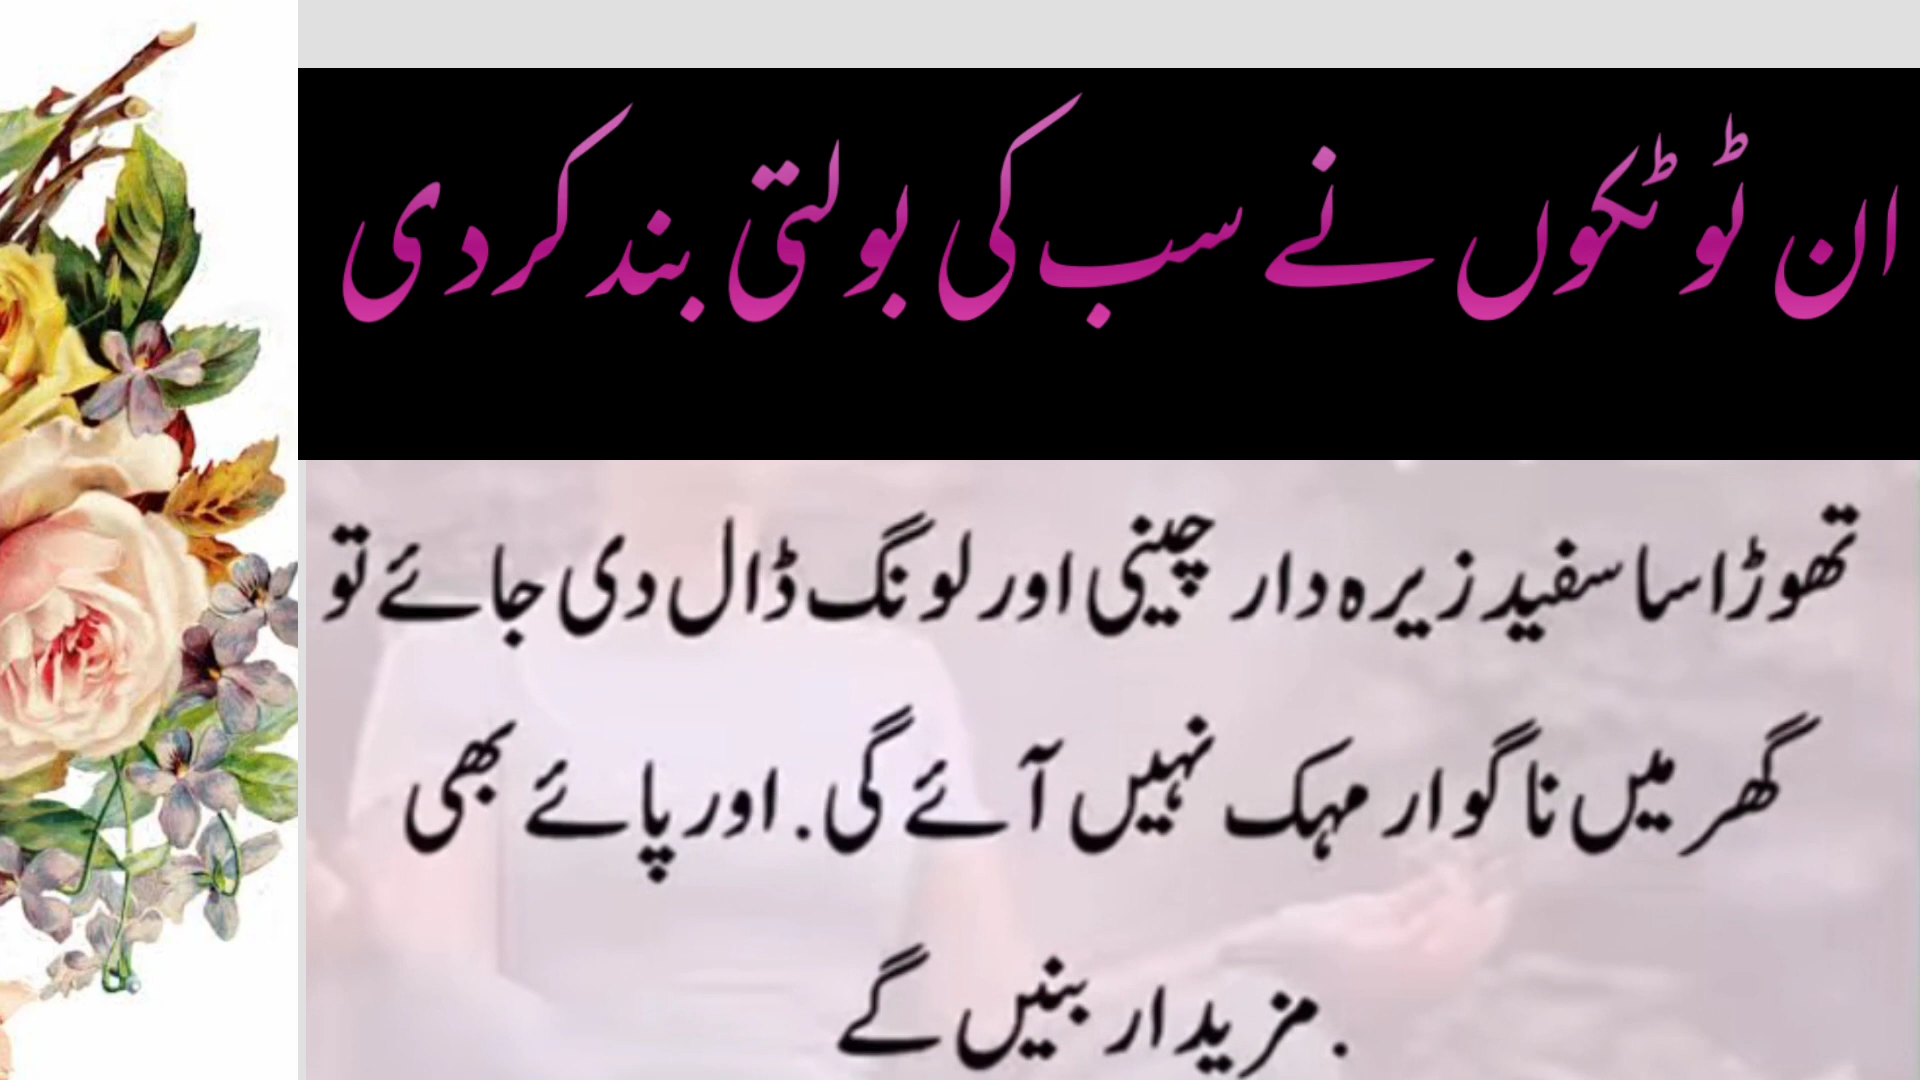 ان ٹوٹکوں نے سب کی بولتی بند کردی
تھوڑا سا سفید زیرہ دار چینی اور لونگ ڈال دی جائے تو
گھر میں ناگوار مہک نہیں آئے گی. اور پائے بھی
. مزیدار بنیں گے